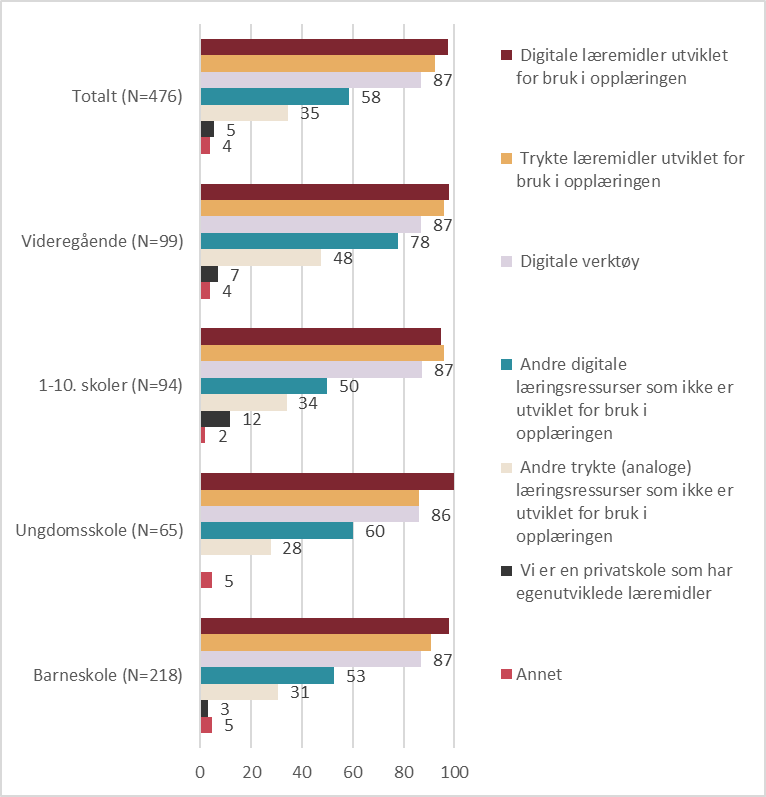 Totalt (N=476)
87
58
35
5
4
Videregående (N=99)
87
78
48
7
4
1-10. skoler (N=94)
87
50
34
12
2
Ungdomsskole (N=65)
86
60
28
5
Barneskole (N=218)
87
53
31
3
5
0 20 40 60 80 100
Digitale læremidler utviklet
for bruk i opplæringen
Trykte læremidler utviklet for
bruk i opplæringen
Digitale verktøy
Andre digitale
læringsressurser som ikke er
utviklet for bruk i
opplæringen
Andre trykte (analoge)
læringsressurser som ikke er
utviklet for bruk i
opplæringen
Vi er en privatskole som har
egenutviklede læremidler
Annet